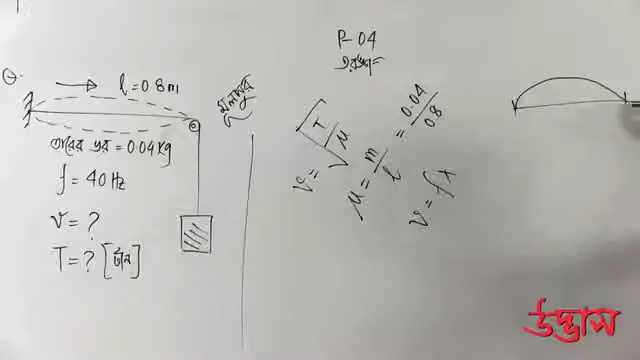 P-04
তরঙ্গ
l = 0.8 m
তারের ভর = 0.04 kg
f = 40 Hz
v = ?
T = ? [টান]
মূলসুর
v = √T/μ
μ = m/l = 0.04/0.8
v = fλ
উদ্ভাস